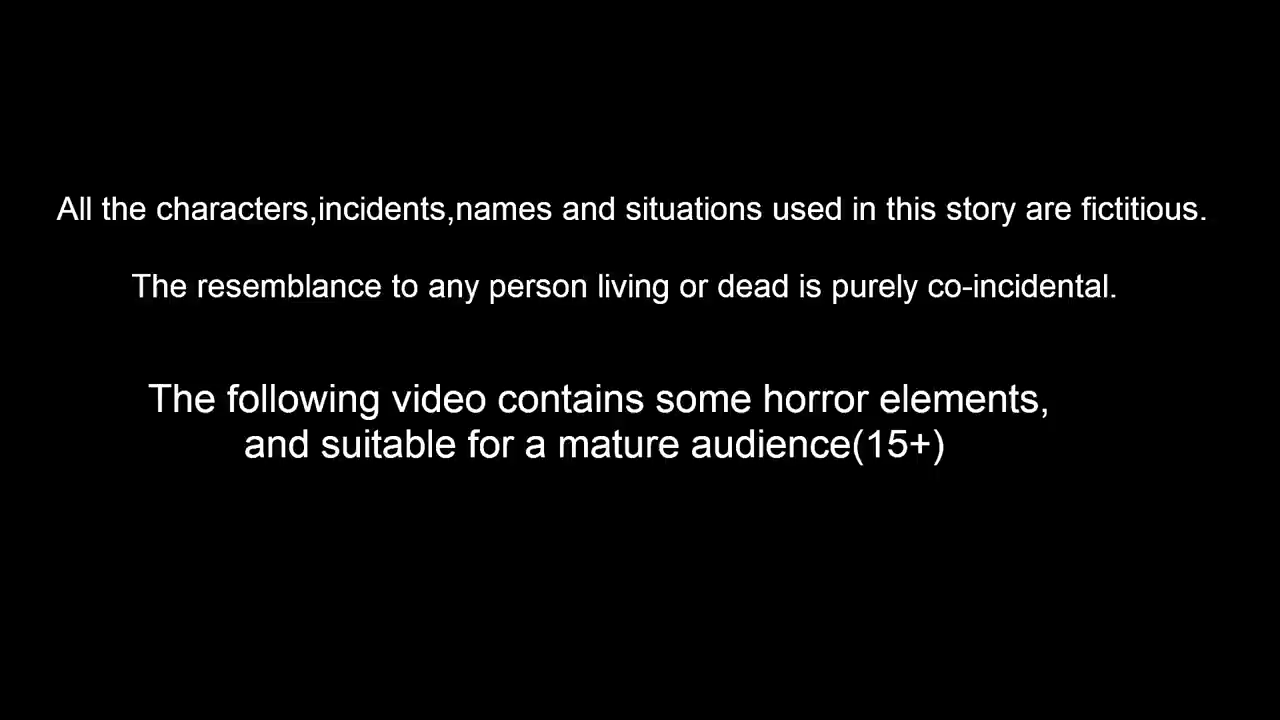 All the characters,incidents,names and situations used in this story are fictitious.
The resemblance to any person living or dead is purely co-incidental.
The following video contains some horror elements,
and suitable for a mature audience(15+)